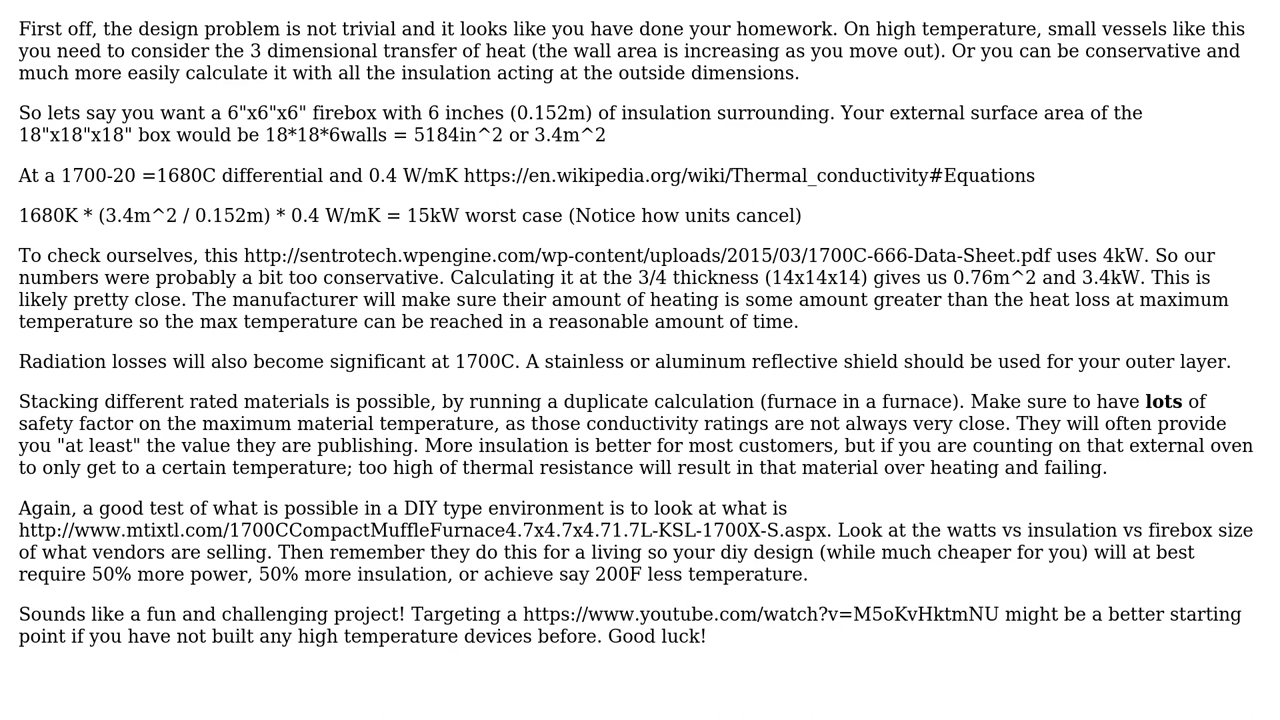 First off, the design problem is not trivial and it looks like you have done your homework. On high temperature, small vessels like this
you need to consider the 3 dimensional transfer of heat (the wall area is increasing as you move out). Or you can be conservative and
much more easily calculate it with all the insulation acting at the outside dimensions.
So lets say you want a 6"x6"x6" firebox with 6 inches (0.152m) of insulation surrounding. Your external surface area of the
18"x18"x18" box would be 18*18*6walls = 5184in^2 or 3.4m^2
At a 1700-20 =1680C differential and 0.4 W/mK https://en.wikipedia.org/wiki/Thermal_conductivity#Equations
1680K * (3.4m^2 / 0.152m) * 0.4 W/mK = 15kW worst case (Notice how units cancel)
To check ourselves, this http://sentrotech.wpengine.com/wp-content/uploads/2015/03/1700C-666-Data-Sheet.pdf uses 4kW. So our
numbers were probably a bit too conservative. Calculating it at the 3/4 thickness (14x14x14) gives us 0.76m^2 and 3.4kW. This is
likely pretty close. The manufacturer will make sure their amount of heating is some amount greater than the heat loss at maximum
temperature so the max temperature can be reached in a reasonable amount of time.
Radiation losses will also become significant at 1700C. A stainless or aluminum reflective shield should be used for your outer layer.
Stacking different rated materials is possible, by running a duplicate calculation (furnace in a furnace). Make sure to have lots of
safety factor on the maximum material temperature, as those conductivity ratings are not always very close. They will often provide
you "at least" the value they are publishing. More insulation is better for most customers, but if you are counting on that external oven
to only get to a certain temperature; too high of thermal resistance will result in that material over heating and failing.
Again, a good test of what is possible in a DIY type environment is to look at what is
http://www.mtixtl.com/1700CCompactMuffleFurnace4.7x4.7x4.71.7L-KSL-1700X-S.aspx. Look at the watts vs insulation vs firebox size
of what vendors are selling. Then remember they do this for a living so your diy design (while much cheaper for you) will at best
require 50% more power, 50% more insulation, or achieve say 200F less temperature.
Sounds like a fun and challenging project! Targeting a https://www.youtube.com/watch?v=M5oKvHktmNU might be a better starting
point if you have not built any high temperature devices before. Good luck!